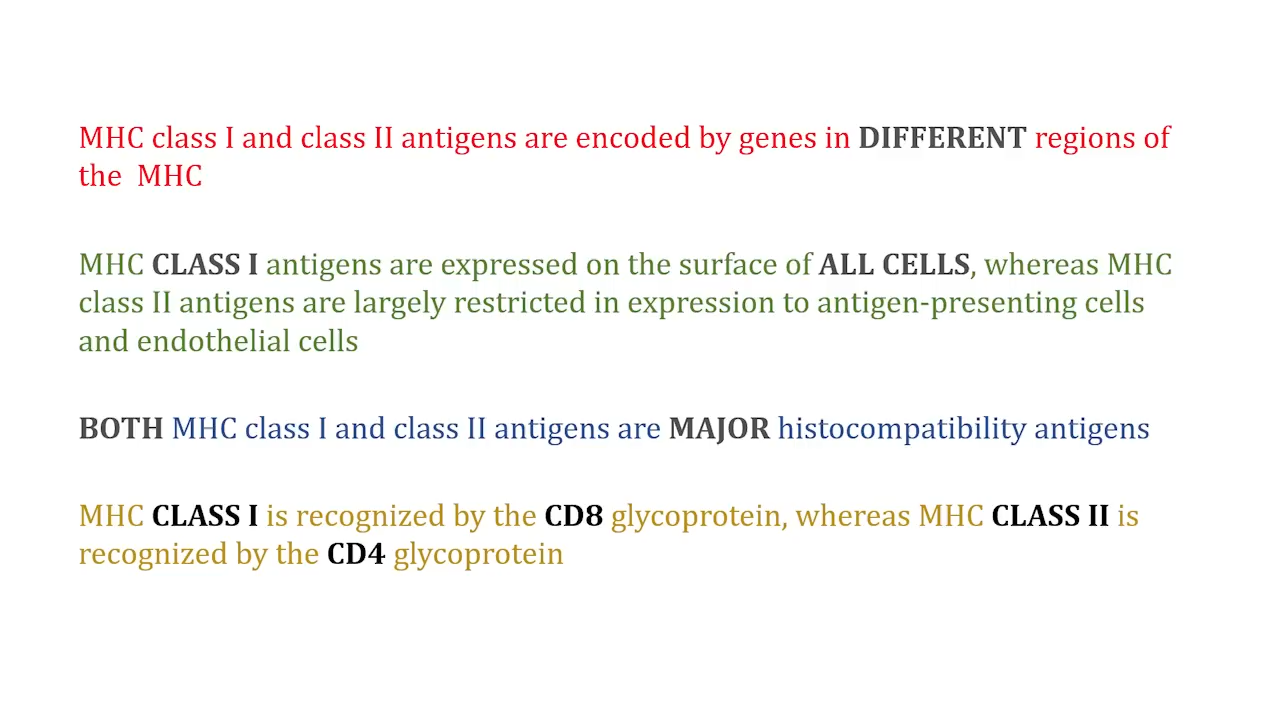 MHC class I and class II antigens are encoded by genes in DIFFERENT regions of
the  MHC
MHC CLASS I antigens are expressed on the surface of ALL CELLS, whereas MHC
class II antigens are largely restricted in expression to antigen-presenting cells
and endothelial cells
BOTH MHC class I and class II antigens are MAJOR histocompatibility antigens
MHC CLASS I is recognized by the CD8 glycoprotein, whereas MHC CLASS II is
recognized by the CD4 glycoprotein